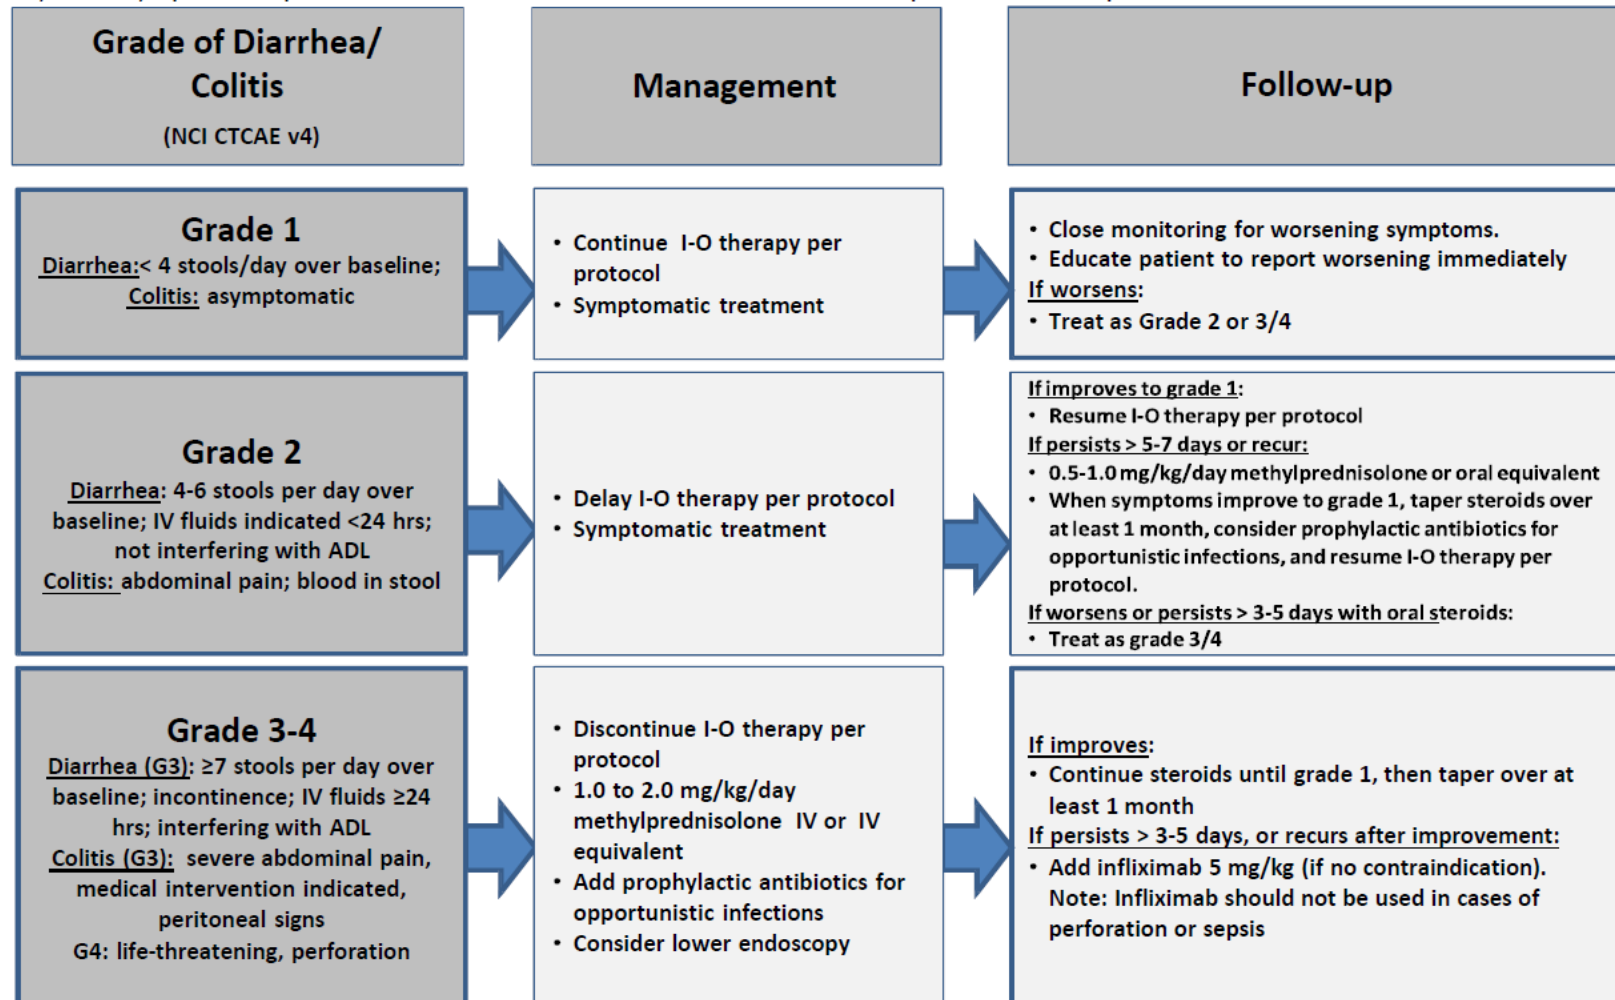 Grade of Diarrhea/
Colitis
(NCI CTCAE v4)
Management
Follow-up
Grade 1
Diarrhea:< 4 stools/day over baseline;
Colitis: asymptomatic
• Continue I-O therapy per
protocol
• Symptomatic treatment
• Close monitoring for worsening symptoms.
• Educate patient to report worsening immediately
If worsens:
• Treat as Grade 2 or 3/4
Grade 2
Diarrhea: 4-6 stools per day over
baseline; IV fluids indicated <24 hrs;
not interfering with ADL
Colitis: abdominal pain; blood in stool
• Delay I-O therapy per protocol
• Symptomatic treatment
If improves to grade 1:
• Resume I-O therapy per protocol
If persists > 5-7 days or recur:
• 0.5-1.0 mg/kg/day methylprednisolone or oral equivalent
• When symptoms improve to grade 1, taper steroids over
at least 1 month, consider prophylactic antibiotics for
opportunistic infections, and resume I-O therapy per
protocol.
If worsens or persists > 3-5 days with oral steroids:
• Treat as grade 3/4
Grade 3-4
Diarrhea (G3): ≥7 stools per day over
baseline; incontinence; IV fluids ≥24
hrs; interfering with ADL
Colitis (G3): severe abdominal pain,
medical intervention indicated,
peritoneal signs
G4: life-threatening, perforation
• Discontinue I-O therapy per
protocol
• 1.0 to 2.0 mg/kg/day
methylprednisolone IV or IV
equivalent
• Add prophylactic antibiotics for
opportunistic infections
• Consider lower endoscopy
If improves:
• Continue steroids until grade 1, then taper over at
least 1 month
If persists > 3-5 days, or recurs after improvement:
• Add infliximab 5 mg/kg (if no contraindication).
Note: Infliximab should not be used in cases of
perforation or sepsis